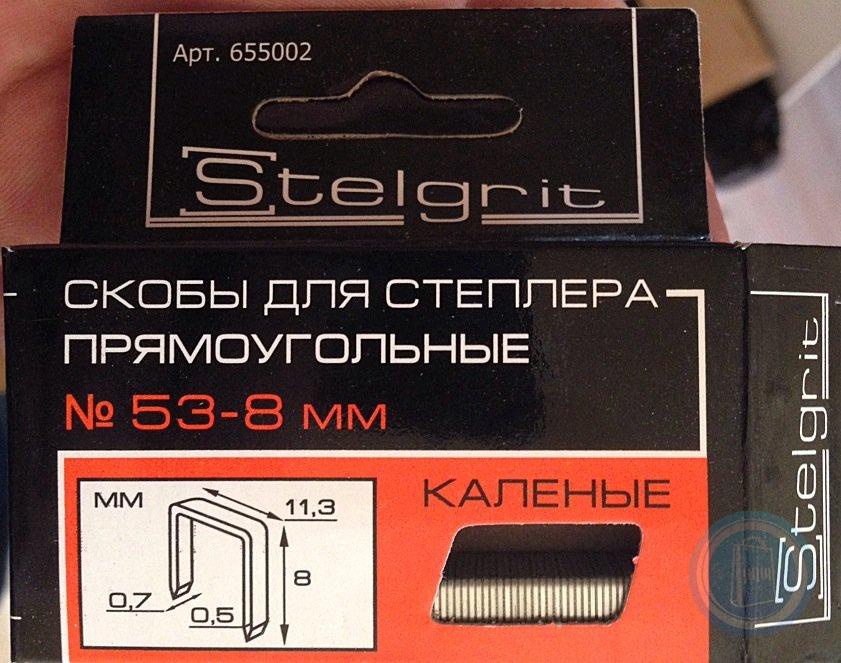 Арт. 655002
Stelgrit
СКОБЫ ДЛЯ СТЕПЛЕРА
ПРЯМОУГОЛЬНЫЕ
№ 53-8 мм
мм
11,3
8
0,7
0,5
КАЛЕНЫЕ
Stelgrit